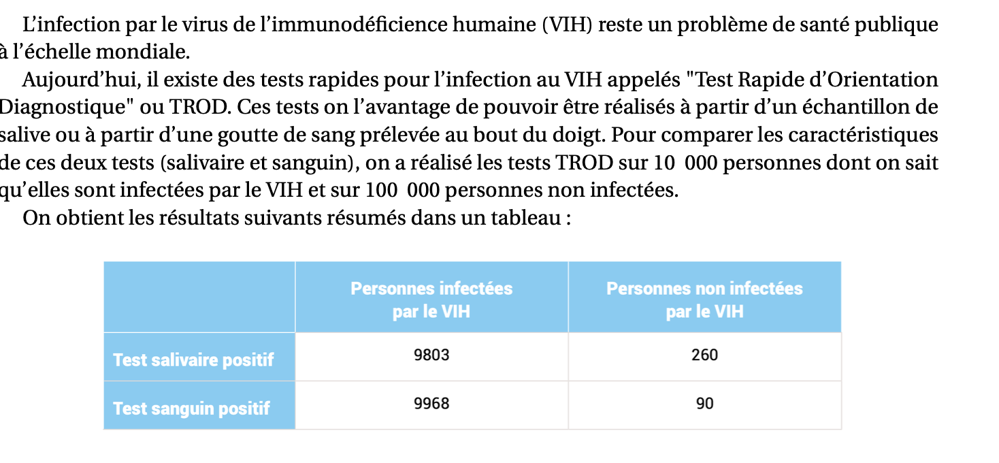 L’infection par le virus de l’immunodéficience humaine (VIH) reste un problème de santé publique
à l’échelle mondiale.
Aujourd’hui, il existe des tests rapides pour l’infection au VIH appelés "Test Rapide d’Orientation
Diagnostique" ou TROD. Ces tests on l’avantage de pouvoir être réalisés à partir d’un échantillon de
salive ou à partir d’une goutte de sang prélevée au bout du doigt. Pour comparer les caractéristiques
de ces deux tests (salivaire et sanguin), on a réalisé les tests TROD sur 10 000 personnes dont on sait
qu’elles sont infectées par le VIH et sur 100 000 personnes non infectées.
On obtient les résultats suivants résumés dans un tableau :
Personnes infectées
par le VIH
Personnes non infectées
par le VIH
Test salivaire positif 9803 260
Test sanguin positif 9968 90